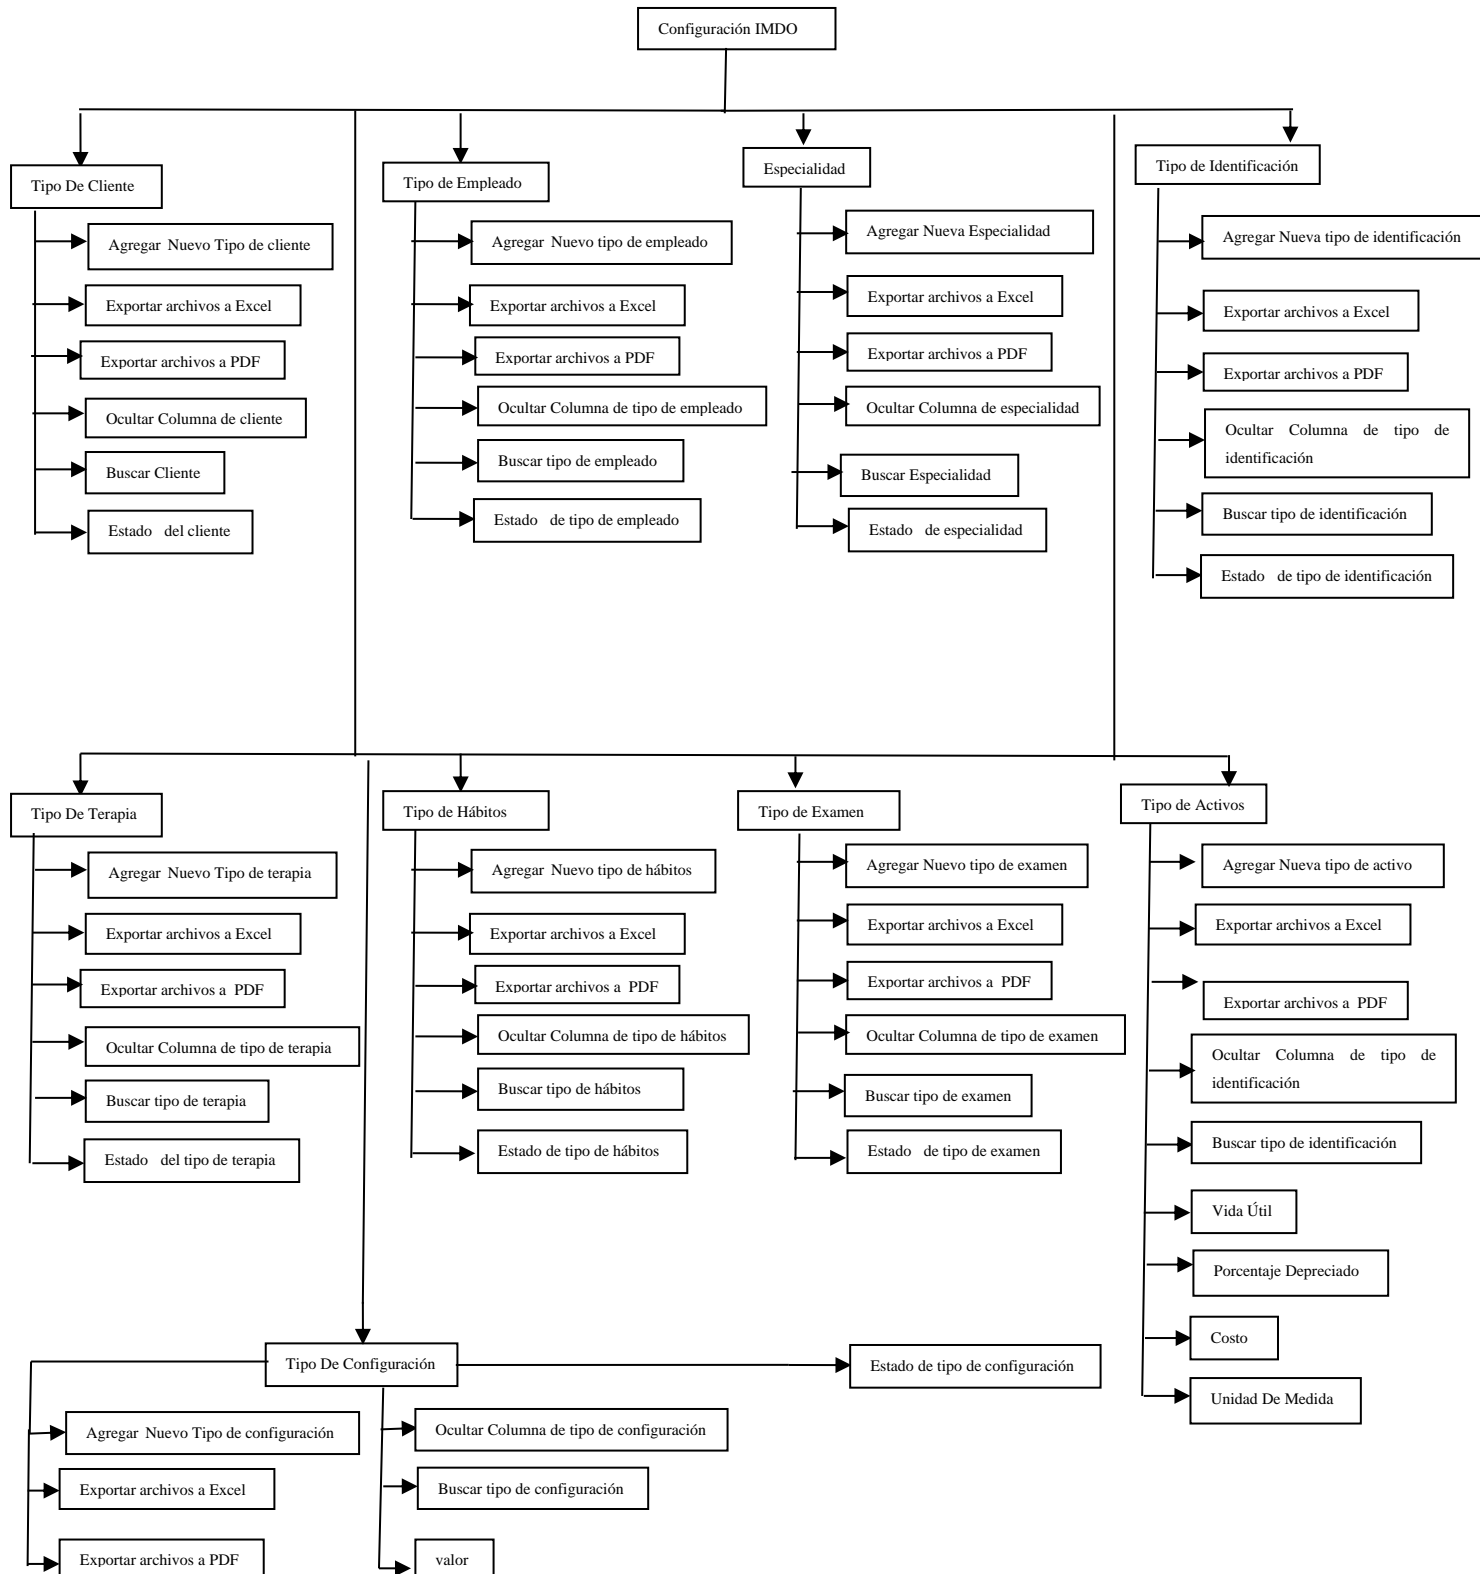 Configuración IMDO
Tipo De Cliente
Agregar Nuevo Tipo de cliente
Exportar archivos a Excel
Exportar archivos a PDF
Ocultar Columna de cliente
Buscar Cliente
Estado del cliente
Tipo de Empleado
Agregar Nuevo tipo de empleado
Exportar archivos a Excel
Exportar archivos a PDF
Ocultar Columna de tipo de empleado
Buscar tipo de empleado
Estado de tipo de empleado
Especialidad
Agregar Nueva Especialidad
Exportar archivos a Excel
Exportar archivos a PDF
Ocultar Columna de especialidad
Buscar Especialidad
Estado de especialidad
Tipo de Identificación
Agregar Nueva tipo de identificación
Exportar archivos a Excel
Exportar archivos a PDF
Ocultar Columna de tipo de
identificación
Buscar tipo de identificación
Estado de tipo de identificación
Tipo De Terapia
Agregar Nuevo Tipo de terapia
Exportar archivos a Excel
Exportar archivos a PDF
Ocultar Columna de tipo de terapia
Buscar tipo de terapia
Estado del tipo de terapia
Tipo de Hábitos
Agregar Nuevo tipo de hábitos
Exportar archivos a Excel
Exportar archivos a PDF
Ocultar Columna de tipo de hábitos
Buscar tipo de hábitos
Estado de tipo de hábitos
Tipo de Examen
Agregar Nuevo tipo de examen
Exportar archivos a Excel
Exportar archivos a PDF
Ocultar Columna de tipo de examen
Buscar tipo de examen
Estado de tipo de examen
Tipo de Activos
Agregar Nueva tipo de activo
Exportar archivos a Excel
Exportar archivos a PDF
Ocultar Columna de tipo de
identificación
Buscar tipo de identificación
Vida Útil
Porcentaje Depreciado
Costo
Unidad De Medida
Tipo De Configuración
Agregar Nuevo Tipo de configuración
Exportar archivos a Excel
Exportar archivos a PDF
Ocultar Columna de tipo de configuración
Buscar tipo de configuración
valor
Estado de tipo de configuración